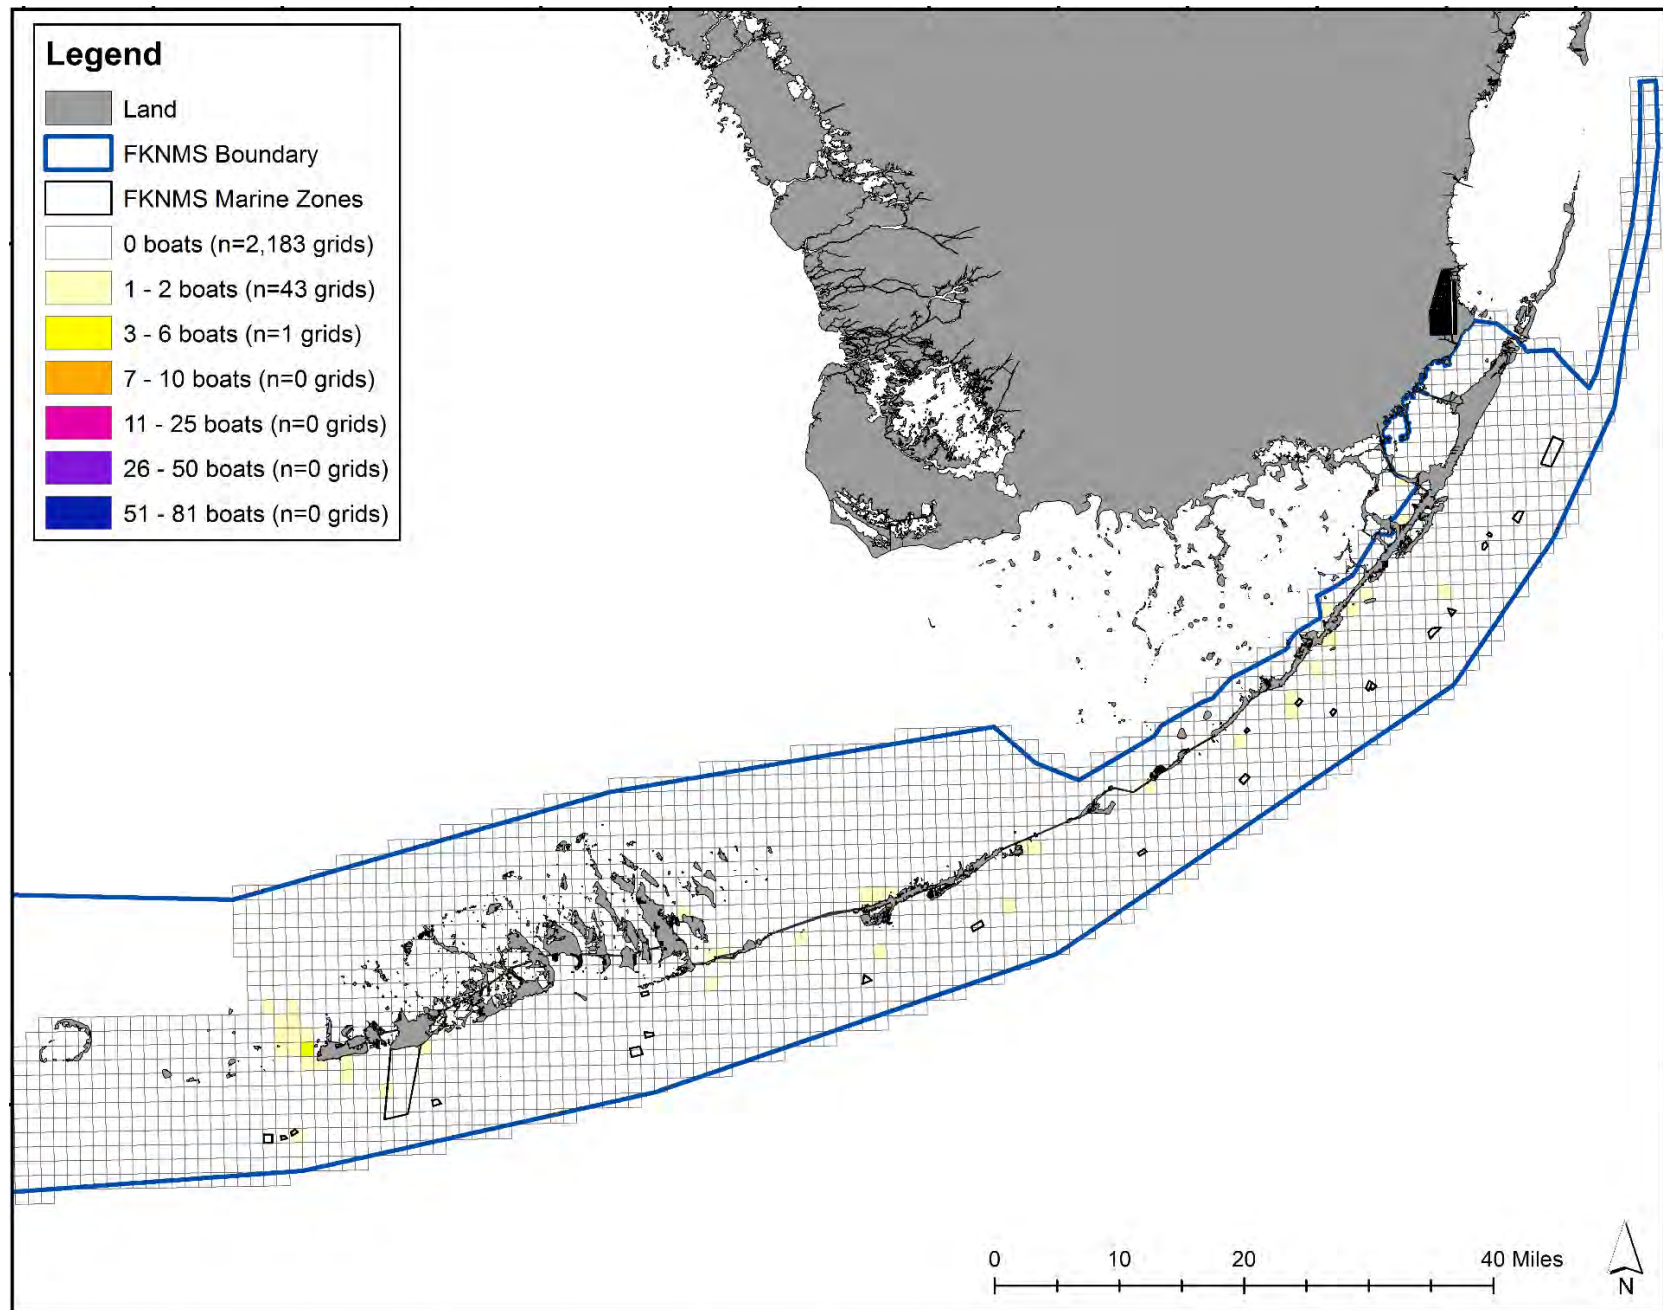 Legend
Land
FKNMS Boundary
FKNMS Marine Zones
0 boats (n=2,183 grids)
1 - 2 boats (n=43 grids)
3 - 6 boats (n=1 grids)
7 - 10 boats (n=0 grids)
11 - 25 boats (n=0 grids)
26 - 50 boats (n=0 grids)
51 - 81 boats (n=0 grids)
0 10 20 40 Miles
N